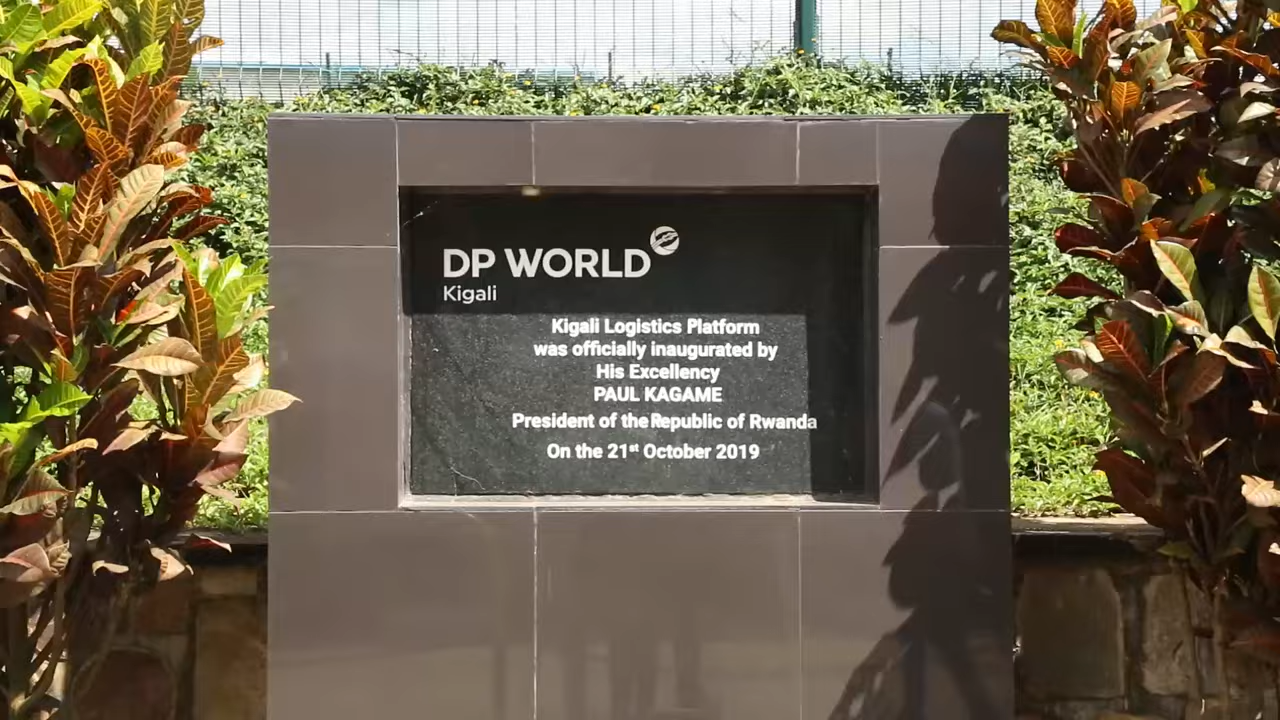 DP WORLD
Kigali
Kigali Logistics Platform
was officially inaugurated by
His Excellency
PAUL KAGAME
President of the Republic of Rwanda
On the 21st October 2019